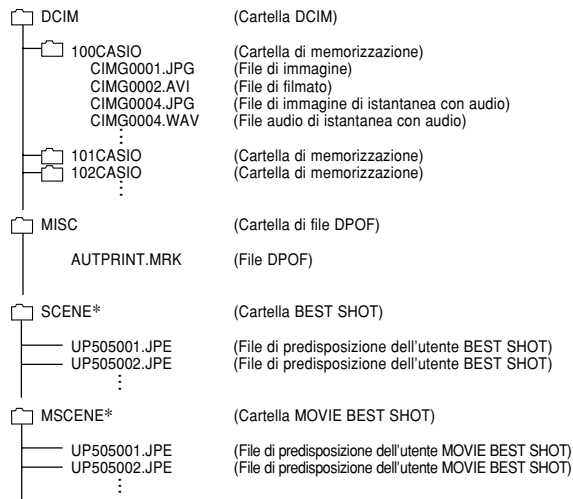 DCIM (Cartella DCIM)
100CASIO (Cartella di memorizzazione)
CIMG0001.JPG (File di immagine)
CIMG0002.AVI (File di filmato)
CIMG0004.JPG (File di immagine di istantanea con audio)
CIMG0004.WAV (File audio di istantanea con audio)
101CASIO (Cartella di memorizzazione)
102CASIO (Cartella di memorizzazione)
MISC (Cartella di file DPOF)
AUTPRINT.MRK (File DPOF)
SCENE* (Cartella BEST SHOT)
UP505001.JPE (File di predisposizione dell'utente BEST SHOT)
UP505002.JPE (File di predisposizione dell'utente BEST SHOT)
MSCENE* (Cartella MOVIE BEST SHOT)
UP505001.JPE (File di predisposizione dell'utente MOVIE BEST SHOT)
UP505002.JPE (File di predisposizione dell'utente MOVIE BEST SHOT)